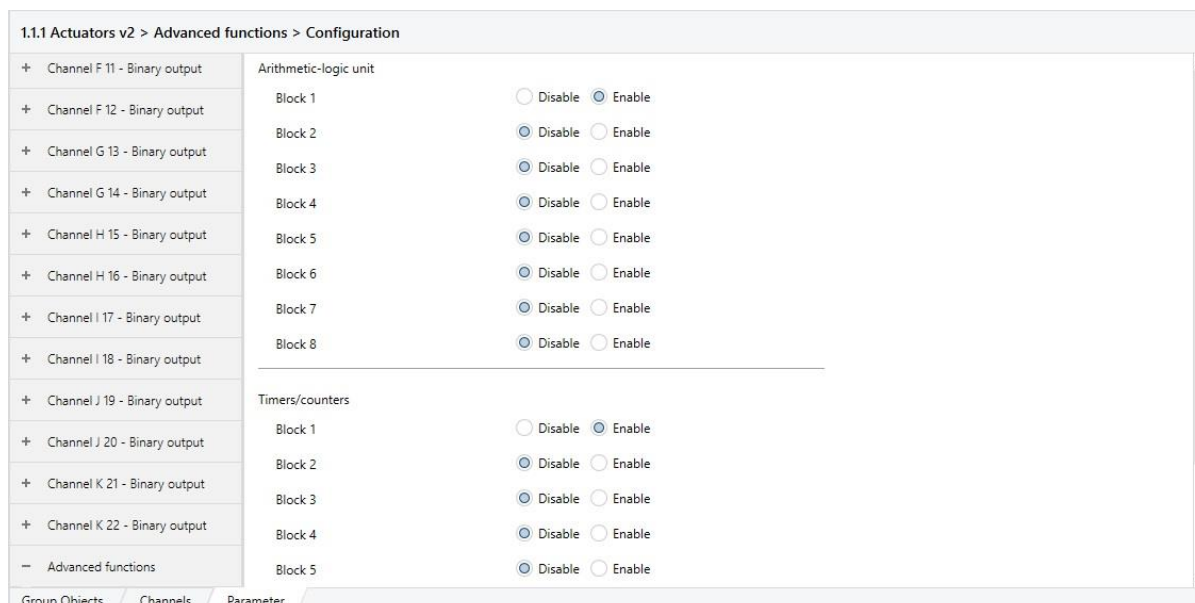 1.1.1 Actuators v2 > Advanced functions > Configuration
+ Channel F 11 - Binary output
+ Channel F 12 - Binary output
+ Channel G 13 - Binary output
+ Channel G 14 - Binary output
+ Channel H 15 - Binary output
+ Channel H 16 - Binary output
+ Channel I 17 - Binary output
+ Channel I 18 - Binary output
+ Channel J 19 - Binary output
+ Channel J 20 - Binary output
+ Channel K 21 - Binary output
+ Channel K 22 - Binary output
− Advanced functions
Arithmetic-logic unit
Block 1 Disable Enable
Block 2 Disable Enable
Block 3 Disable Enable
Block 4 Disable Enable
Block 5 Disable Enable
Block 6 Disable Enable
Block 7 Disable Enable
Block 8 Disable Enable
Timers/counters
Block 1 Disable Enable
Block 2 Disable Enable
Block 3 Disable Enable
Block 4 Disable Enable
Block 5 Disable Enable
Group Objects Channels Parameter